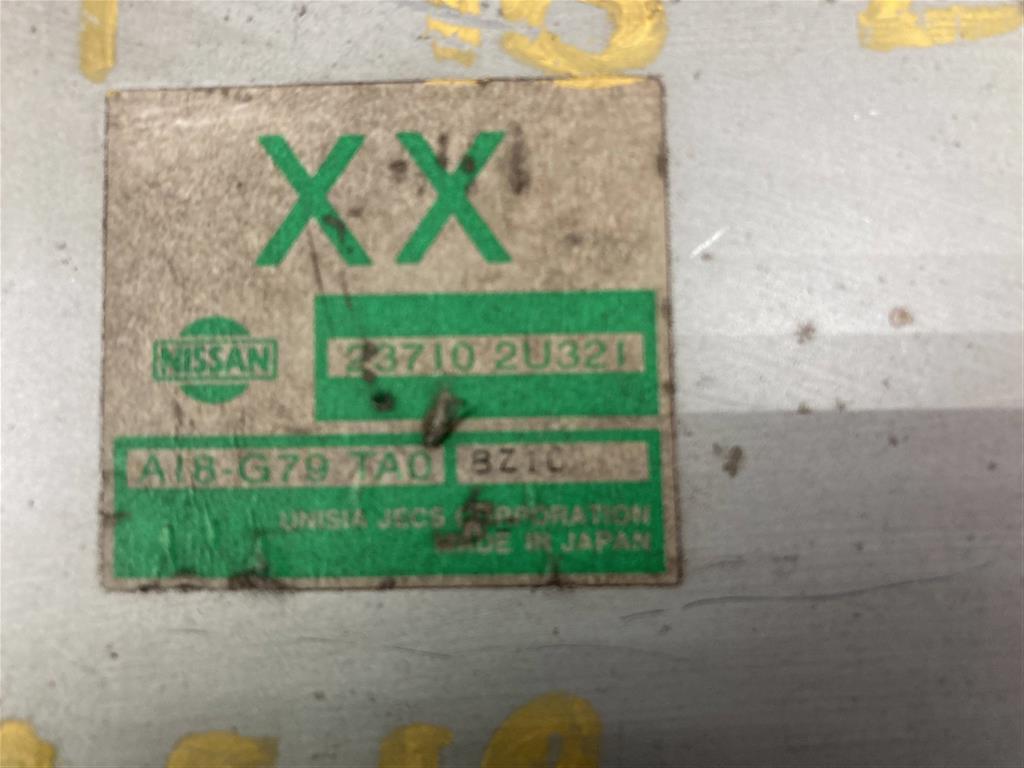 XX
NISSAN
23710 2U321
A18-G79 TA0 BZ10
UNISIA JECS CORPORATION
MADE IN JAPAN